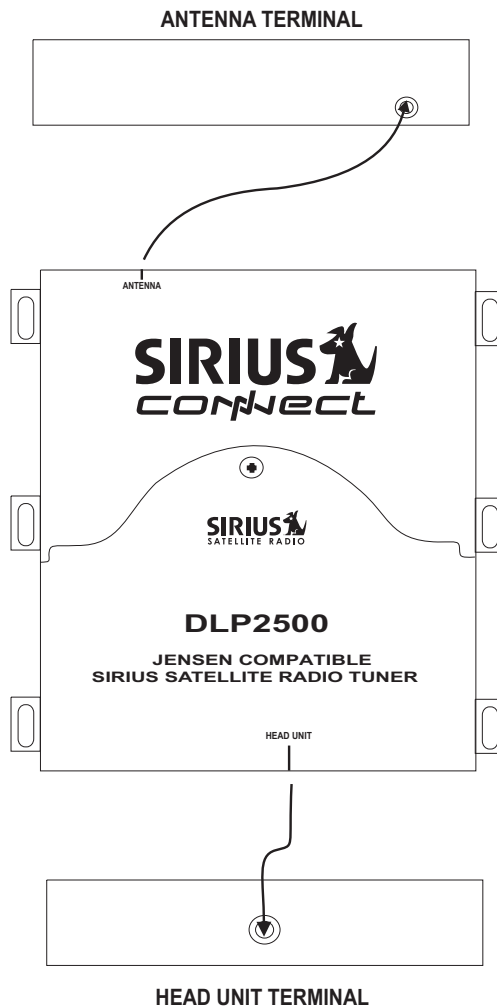 ANTENNA TERMINAL
ANTENNA
SIRIUS
connect
SIRIUS
SATELLITE RADIO
DLP2500
JENSEN COMPATIBLE
SIRIUS SATELLITE RADIO TUNER
HEAD UNIT
HEAD UNIT TERMINAL